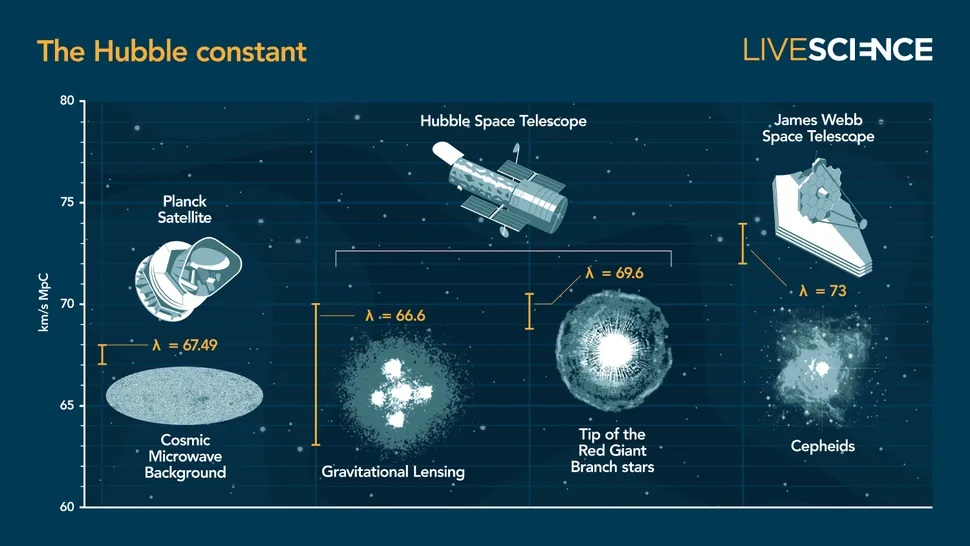 The Hubble constant
LIVESCIENCE
80
75
70
65
60
km/s MpC
Planck
Satellite
λ = 67.49
Cosmic
Microwave
Background
Hubble Space Telescope
λ = 66.6
Gravitational Lensing
λ = 69.6
Tip of the
Red Giant
Branch stars
James Webb
Space Telescope
λ = 73
Cepheids